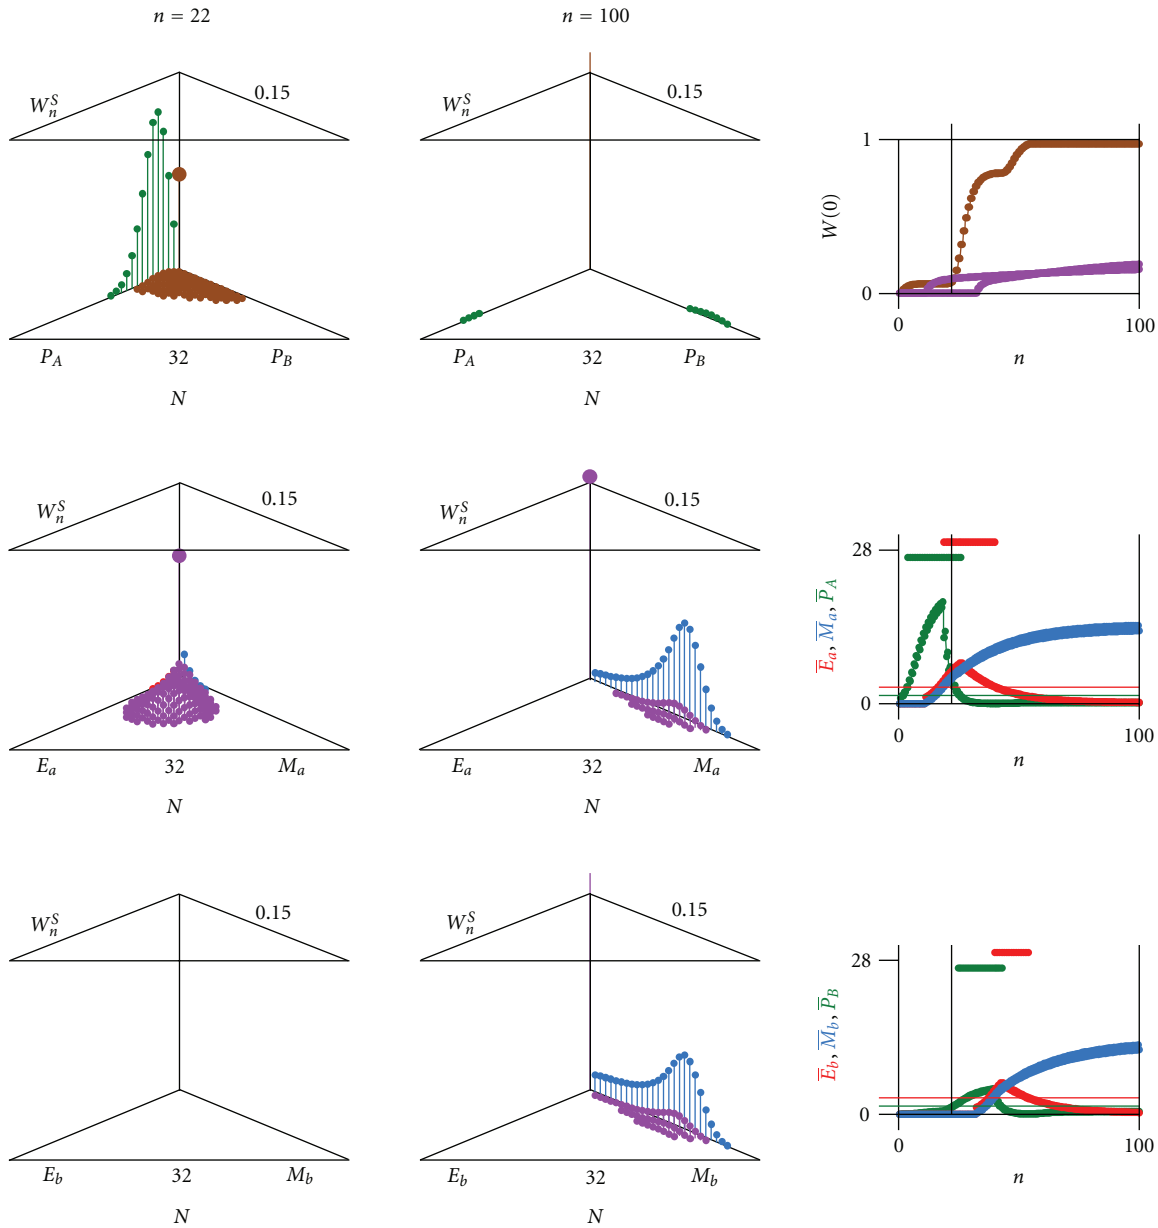 n = 22
n = 100
W_n^S 0.15
W_n^S 0.15
1
W(0)
0
0 100
n
P_A 32 P_B
N
P_A 32 P_B
N
W_n^S 0.15
W_n^S 0.15
28
E̅_a, M̅_a, P̅_A
0
0 100
n
E_a 32 M_a
N
E_a 32 M_a
N
W_n^S 0.15
W_n^S 0.15
28
E̅_b, M̅_b, P̅_B
0
0 100
n
E_b 32 M_b
N
E_b 32 M_b
N